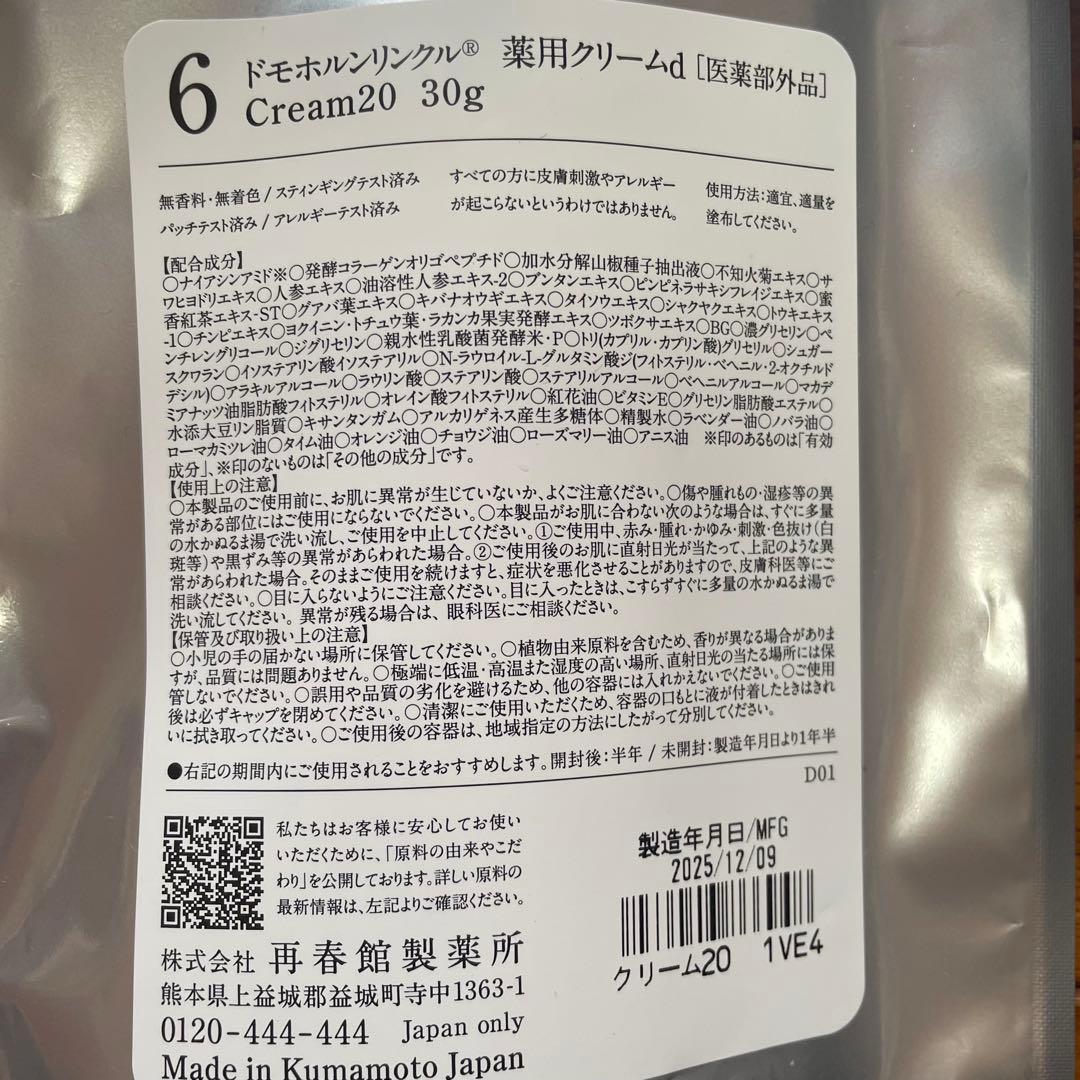 6 ドモホルンリンクル® 薬用クリームd［医薬部外品］
Cream20 30g
無香料・無着色 / スティンギングテスト済み
パッチテスト済み / アレルギーテスト済み
すべての方に皮膚刺激やアレルギー
が起こらないというわけではありません。
使用方法：適宜、適量を
塗布してください。
【配合成分】
○ナイアシンアミド※○発酵コラーゲンオリゴペプチド○加水分解山椒種子抽出液○不知火菊エキス○サ
ワヒヨドリエキス○人参エキス○油溶性人参エキス-2○ブンタンエキス○ピンピネラサキシフレイジエキス○蜜
香紅茶エキス-ST○グアバ葉エキス○キバナオウギエキス○タイソウエキス○シャクヤクエキス○トウキエキス
-1○チンピエキス○ヨクイニン・トチュウ葉・ラカンカ果実発酵エキス○ツボクサエキス○BG○濃グリセリン○ペ
ンチレングリコール○ジグリセリン○親水性乳酸菌発酵米・P○トリ(カプリル・カプリン酸)グリセリル○シュガー
スクワラン○イソステアリン酸イソステアリル○N-ラウロイル-L-グルタミン酸ジ(フィトステリル・ベヘニル・2-オクチルド
デシル)○アラキルアルコール○ラウリン酸○ステアリン酸○ステアリルアルコール○ベヘニルアルコール○マカデ
ミアナッツ油脂肪酸フィトステリル○オレイン酸フィトステリル○紅花油○ビタミンE○グリセリン脂肪酸エステル○
水添大豆リン脂質○キサンタンガム○アルカリゲネス産生多糖体○精製水○ラベンダー油○ノバラ油○
ローマカミツレ油○タイム油○オレンジ油○チョウジ油○ローズマリー油○アニス油 ※印のあるものは「有効
成分」、※印のないものは「その他の成分」です。
【使用上の注意】
○本製品のご使用前に、お肌に異常が生じていないか、よくご注意ください。○傷や腫れもの・湿疹等の異
常がある部位にはご使用にならないでください。○本製品がお肌に合わない次のような場合は、すぐに多量
の水かぬるま湯で洗い流し、ご使用を中止してください。①ご使用中、赤み・腫れ・かゆみ・刺激・色抜け(白
斑等)や黒ずみ等の異常があらわれた場合。②ご使用後のお肌に直射日光が当たって、上記のような異
常があらわれた場合。そのままご使用を続けますと、症状を悪化させることがありますので、皮膚科医等にご
相談ください。○目に入らないようにご注意ください。目に入ったときは、こすらずすぐに多量の水かぬるま湯で
洗い流してください。異常が残る場合は、眼科医にご相談ください。
【保管及び取り扱い上の注意】
○小児の手の届かない場所に保管してください。○植物由来原料を含むため、香りが異なる場合がありま
すが、品質には問題ありません。○極端に低温・高温また湿度の高い場所、直射日光の当たる場所には保
管しないでください。○誤用や品質の劣化を避けるため、他の容器には入れかえないでください。○ご使用
後は必ずキャップを閉めてください。○清潔にご使用いただくため、容器の口もとに液が付着したときはきれ
いに拭き取ってください。○ご使用後の容器は、地域指定の方法にしたがって分別してください。
●右記の期間内にご使用されることをおすすめします。開封後：半年 / 未開封：製造年月日より1年半
D01
私たちはお客様に安心してお使い
いただくために、「原料の由来やこだ
わり」を公開しております。詳しい原料の
最新情報は、左記よりご確認ください。
製造年月日/MFG
2025/12/09
クリーム20 1VE4
株式会社 再春館製薬所
熊本県上益城郡益城町寺中1363-1
0120-444-444 Japan only
Made in Kumamoto Japan